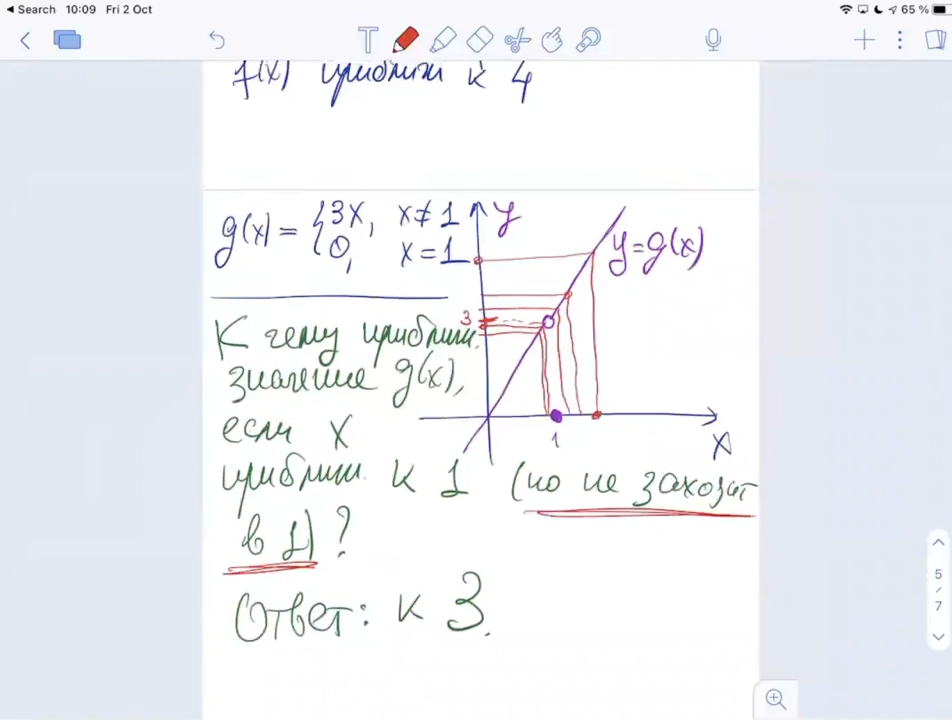 Search 10:09 Fri 2 Oct 65 %
f(x) приближ к 4
g(x) = { 3x, x ≠ 1
0, x = 1
y
y=g(x)
3
1
x
К чему приближ.
значение g(x),
если x
приближ. к 1 (но не заходит
в 1) ?
Ответ: к 3.
5
/
7